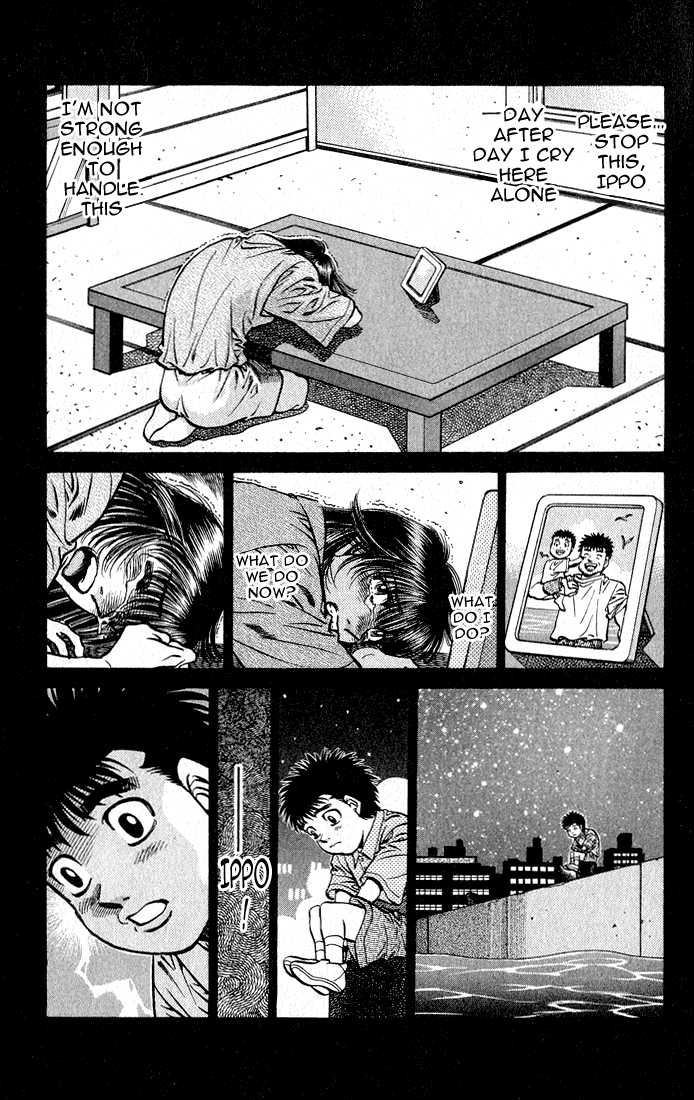 PLEASE...
STOP
THIS,
IPPO
—DAY
AFTER
DAY I CRY
HERE
ALONE
I'M NOT
STRONG
ENOUGH
TO
HANDLE
THIS
WHAT
DO I
DO?
WHAT DO
WE DO
NOW?
—IPPO!